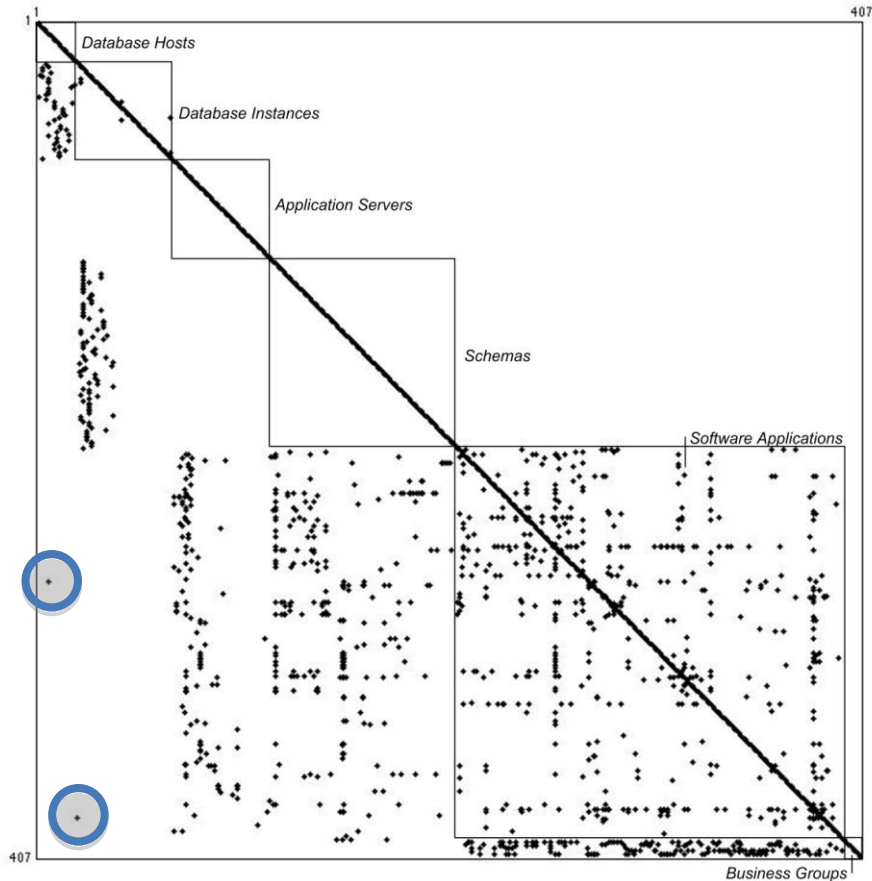 1
407
Database Hosts
Database Instances
Application Servers
Schemas
Software Applications
407
Business Groups